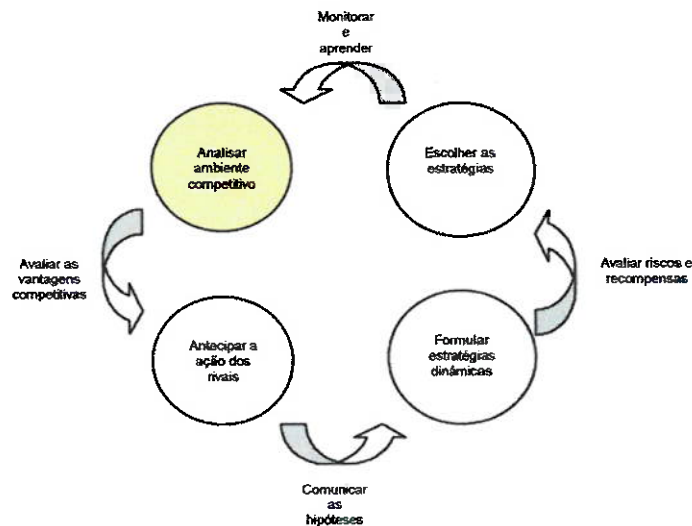 Monitorar
e
aprender
Analisar
ambiente
competitivo
Escolher as
estratégias
Avaliar as
vantagens
competitivas
Avaliar riscos e
recompensas
Antecipar a
ação dos
rivais
Formular
estratégias
dinâmicas
Comunicar
as
hipóteses